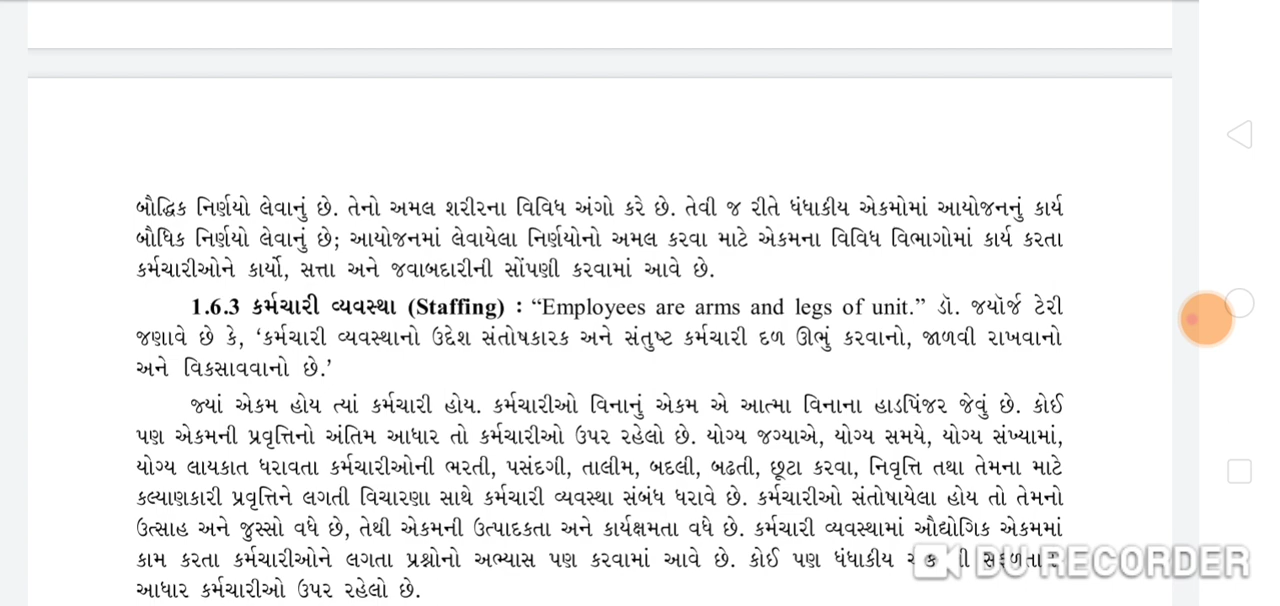 બૌદ્ધિક નિર્ણયો લેવાનું છે. તેનો અમલ શરીરના વિવિધ અંગો કરે છે. તેવી જ રીતે ધંધાકીય એકમોમાં આયોજનનું કાર્ય
બૌધિક નિર્ણયો લેવાનું છે; આયોજનમાં લેવાયેલા નિર્ણયોનો અમલ કરવા માટે એકમના વિવિધ વિભાગોમાં કાર્ય કરતા
કર્મચારીઓને કાર્યો, સત્તા અને જવાબદારીની સોંપણી કરવામાં આવે છે.
1.6.3 કર્મચારી વ્યવસ્થા (Staffing) : “Employees are arms and legs of unit.” ડૉ. જયૉર્જ ટેરી
જણાવે છે કે, ‘કર્મચારી વ્યવસ્થાનો ઉદ્દેશ સંતોષકારક અને સંતુષ્ટ કર્મચારી દળ ઊભું કરવાનો, જાળવી રાખવાનો
અને વિકસાવવાનો છે.’
જ્યાં એકમ હોય ત્યાં કર્મચારી હોય. કર્મચારીઓ વિનાનું એકમ એ આત્મા વિનાના હાડપિંજર જેવું છે. કોઈ
પણ એકમની પ્રવૃત્તિનો અંતિમ આધાર તો કર્મચારીઓ ઉપર રહેલો છે. યોગ્ય જગ્યાએ, યોગ્ય સમયે, યોગ્ય સંખ્યામાં,
યોગ્ય લાયકાત ધરાવતા કર્મચારીઓની ભરતી, પસંદગી, તાલીમ, બદલી, બઢતી, છૂટા કરવા, નિવૃત્તિ તથા તેમના માટે
કલ્યાણકારી પ્રવૃત્તિને લગતી વિચારણા સાથે કર્મચારી વ્યવસ્થા સંબંધ ધરાવે છે. કર્મચારીઓ સંતોષાયેલા હોય તો તેમનો
ઉત્સાહ અને જુસ્સો વધે છે, તેથી એકમની ઉત્પાદકતા અને કાર્યક્ષમતા વધે છે. કર્મચારી વ્યવસ્થામાં ઔદ્યોગિક એકમમાં
કામ કરતા કર્મચારીઓને લગતા પ્રશ્નોનો અભ્યાસ પણ કરવામાં આવે છે. કોઈ પણ ધંધાકીય
DU RECORDER
આધાર કર્મચારીઓ ઉપર રહેલો છે.